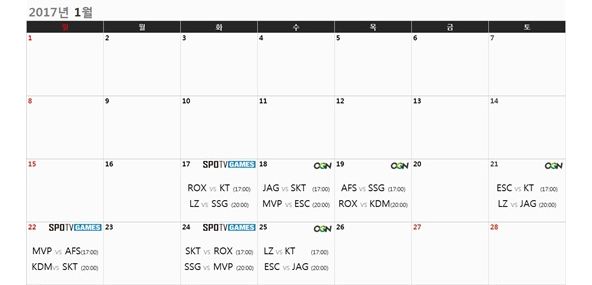 2017년 1월
일 월 화 수 목 금 토
1 2 3 4 5 6 7
8 9 10 11 12 13 14
15 16 17 SPOTV GAMES 18 OGN 19 OGN 20 21 OGN
ROX vs KT (17:00) JAG vs SKT (17:00) AFS vs SSG (17:00) ESC vs KT (17:00)
LZ vs SSG (20:00) MVP vs ESC (20:00) ROX vs KDM (20:00) LZ vs JAG (20:00)
22 SPOTV GAMES 23 24 SPOTV GAMES 25 OGN 26 27 28
MVP vs AFS (17:00) SKT vs ROX (17:00) LZ vs KT (17:00)
KDM vs SKT (20:00) SSG vs MVP (20:00) ESC vs JAG (20:00)